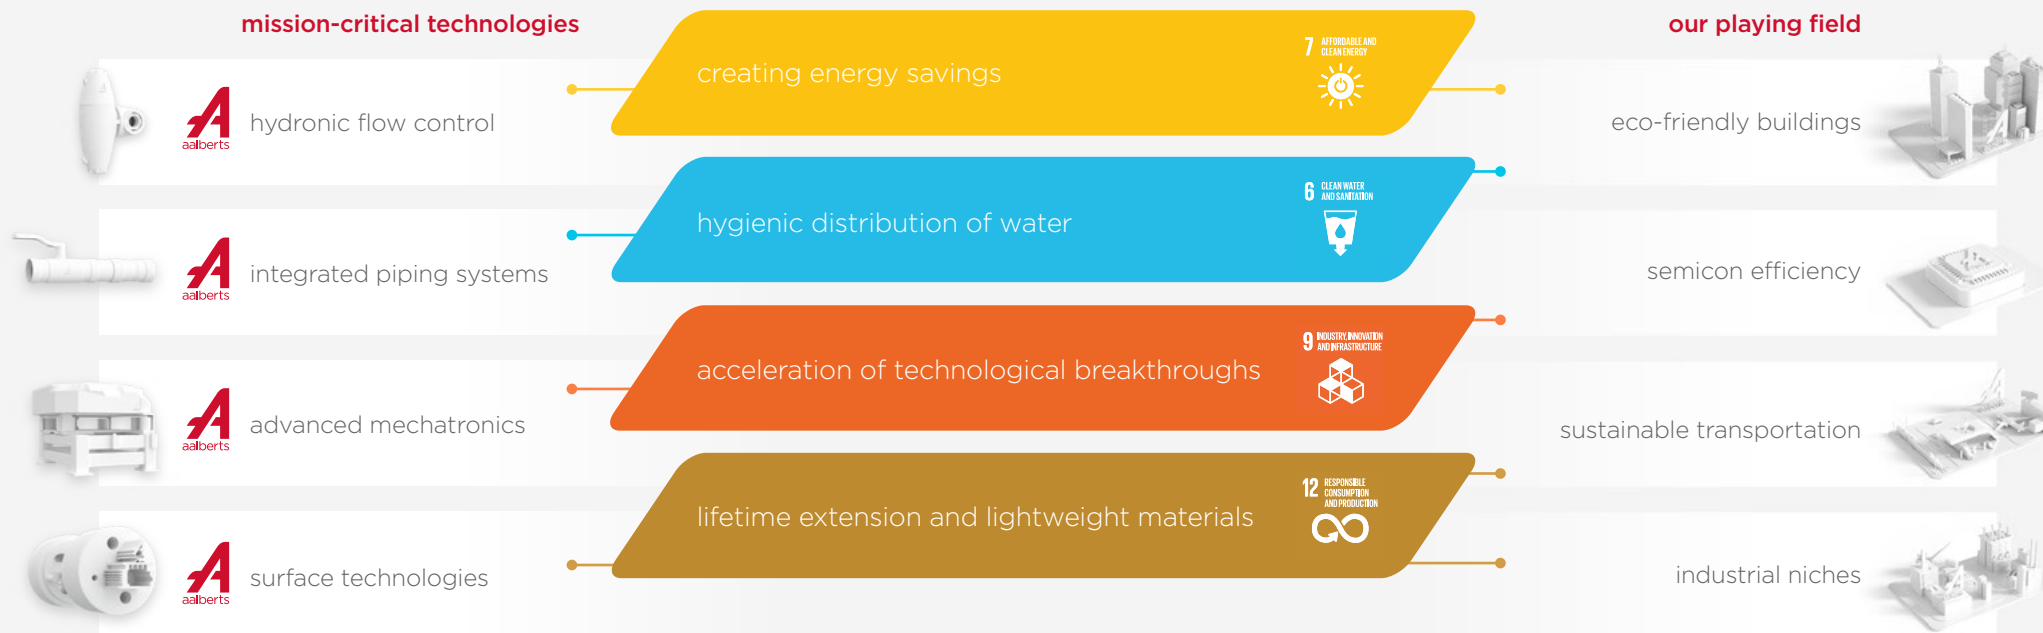 mission-critical technologies
our playing field
aalberts
hydronic flow control
creating energy savings
7 AFFORDABLE AND
CLEAN ENERGY
eco-friendly buildings
aalberts
integrated piping systems
hygienic distribution of water
6 CLEAN WATER
AND SANITATION
semicon efficiency
aalberts
advanced mechatronics
acceleration of technological breakthroughs
9 INDUSTRY, INNOVATION
AND INFRASTRUCTURE
sustainable transportation
aalberts
surface technologies
lifetime extension and lightweight materials
12 RESPONSIBLE
CONSUMPTION
AND PRODUCTION
industrial niches